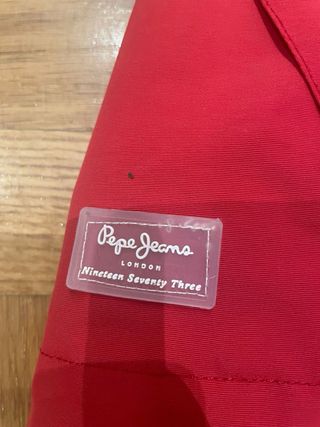 Pepe Jeans
LONDON
Nineteen Seventy Three